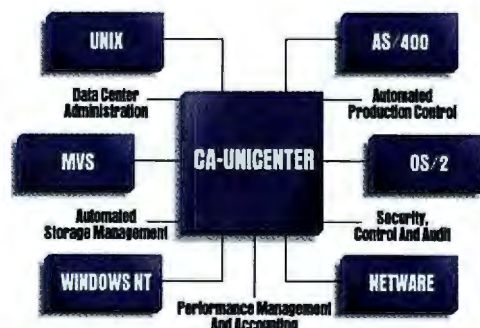 UNIX
AS/400
Data Center
Administration
Automated
Production Control
MVS
CA-UNICENTER
OS/2
Automated
Storage Management
Security,
Control And Audit
WINDOWS NT
NETWARE
Performance Management
And Accounting